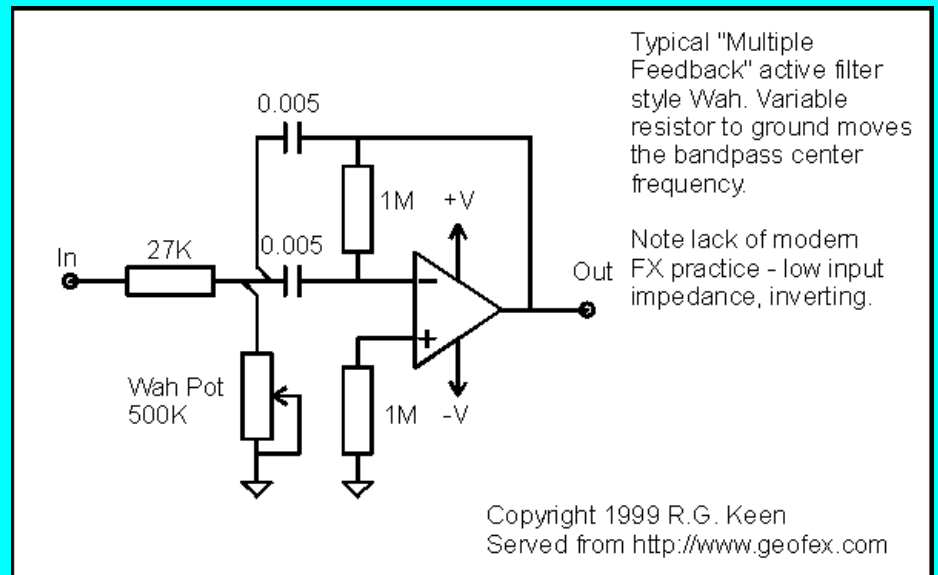 Typical "Multiple
Feedback" active filter
style Wah. Variable
resistor to ground moves
the bandpass center
frequency.
Note lack of modern
FX practice - low input
impedance, inverting.
0.005
1M
+V
0.005
27K
In
Out
Wah Pot
500K
1M
-V
Copyright 1999 R.G. Keen
Served from http://www.geofex.com